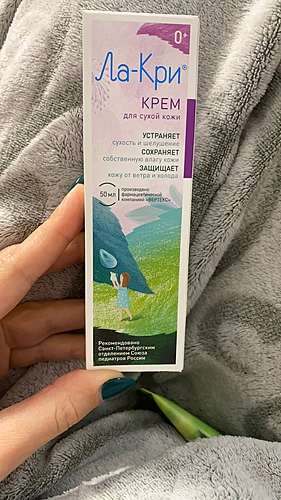 0+
Ла-Кри®
КРЕМ
для сухой кожи
УСТРАНЯЕТ
сухость и шелушение
СОХРАНЯЕТ
собственную влагу кожи
ЗАЩИЩАЕТ
кожу от ветра и холода
50 мл
произведено
фармацевтической
компанией «ВЕРТЕКС»
Рекомендовано
Санкт-Петербургским
отделением Союза
педиатров России